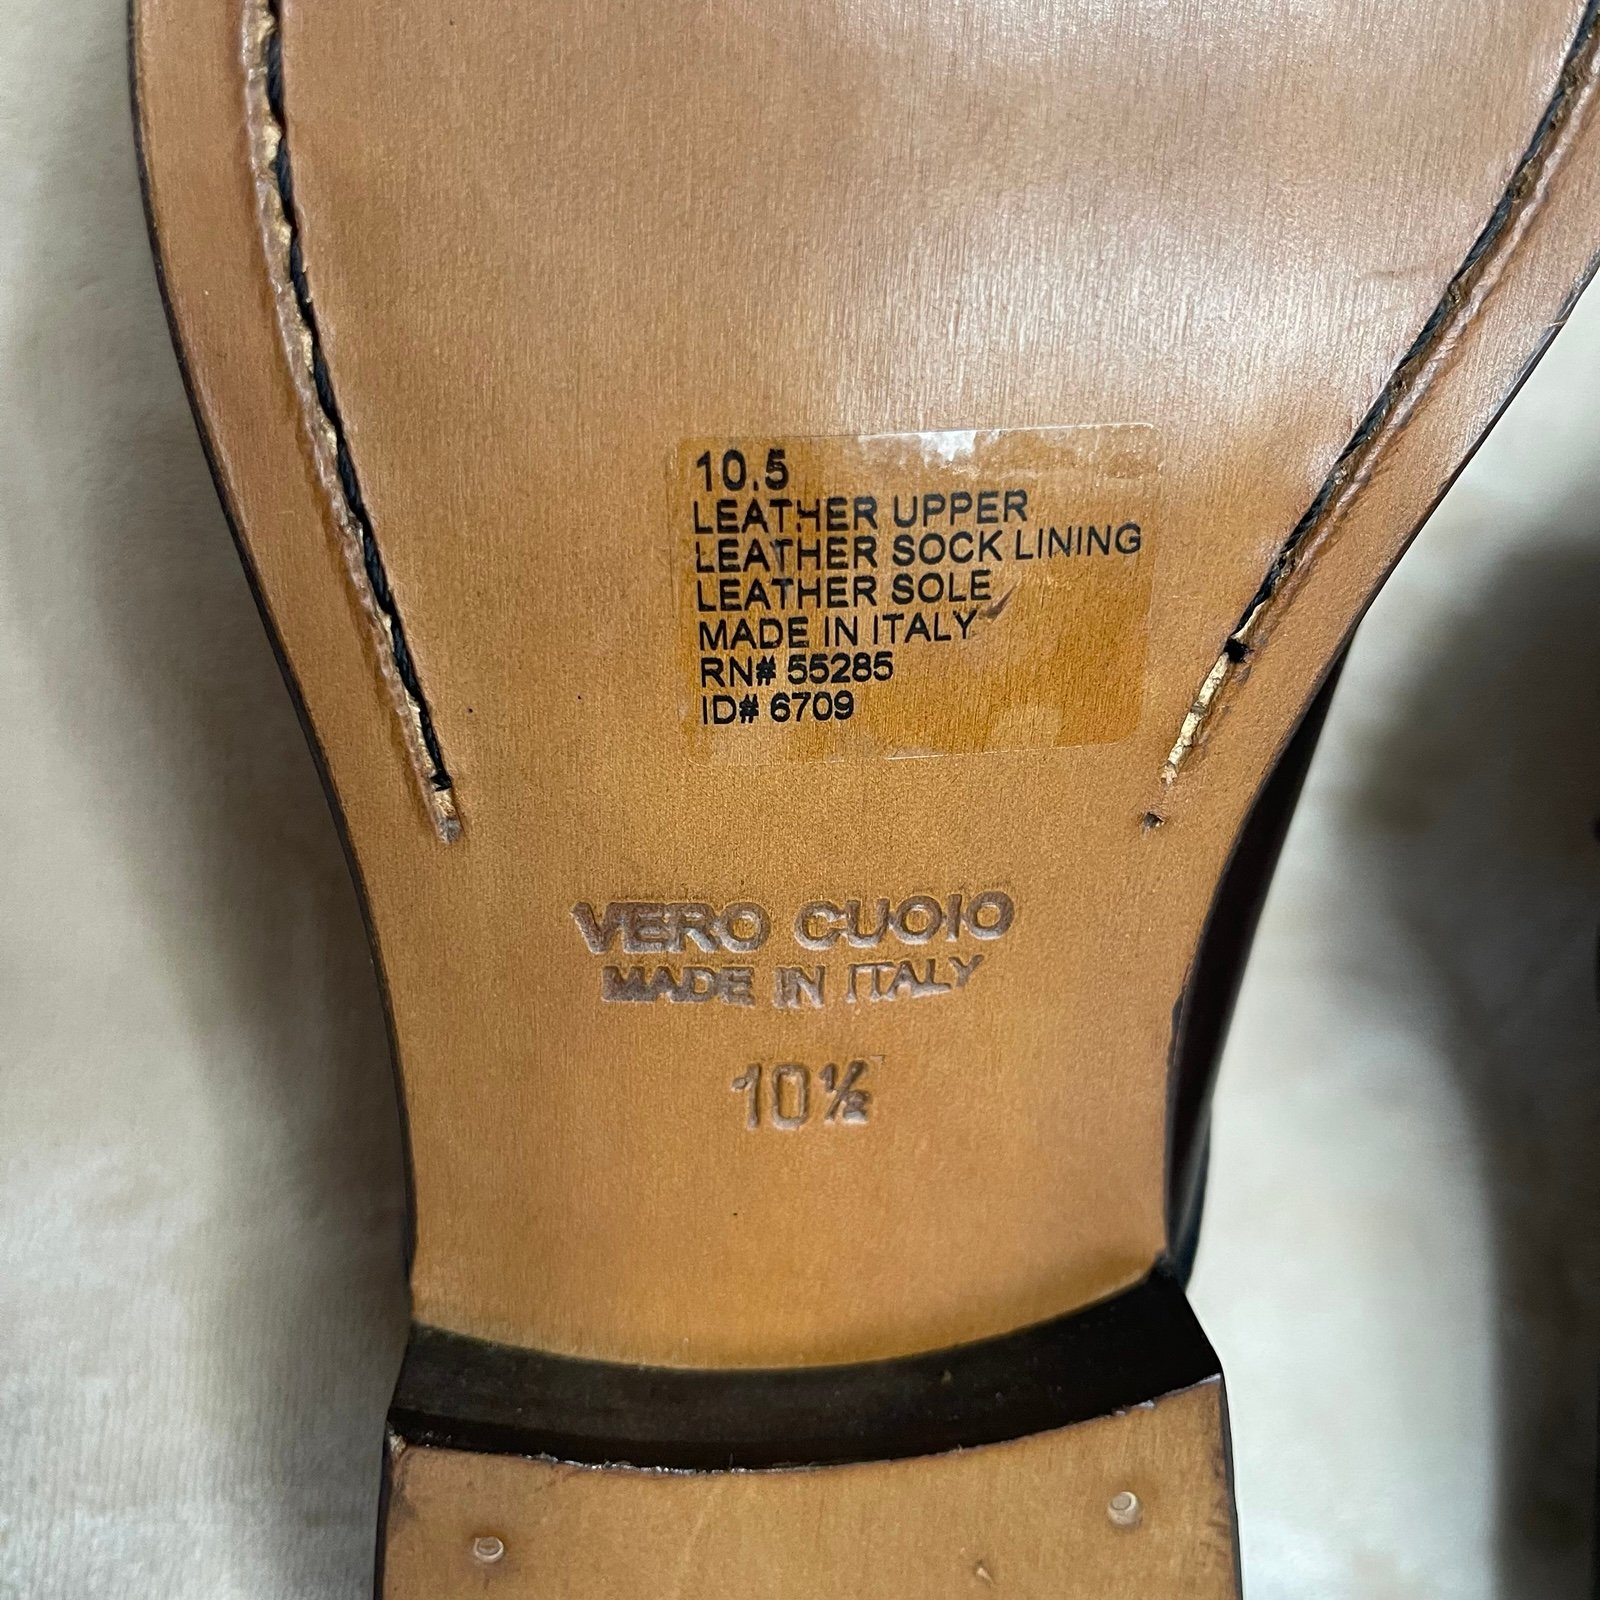 10.5
LEATHER UPPER
LEATHER SOCK LINING
LEATHER SOLE
MADE IN ITALY
RN# 55285
ID# 6709
VERO CUOIO
MADE IN ITALY
10½